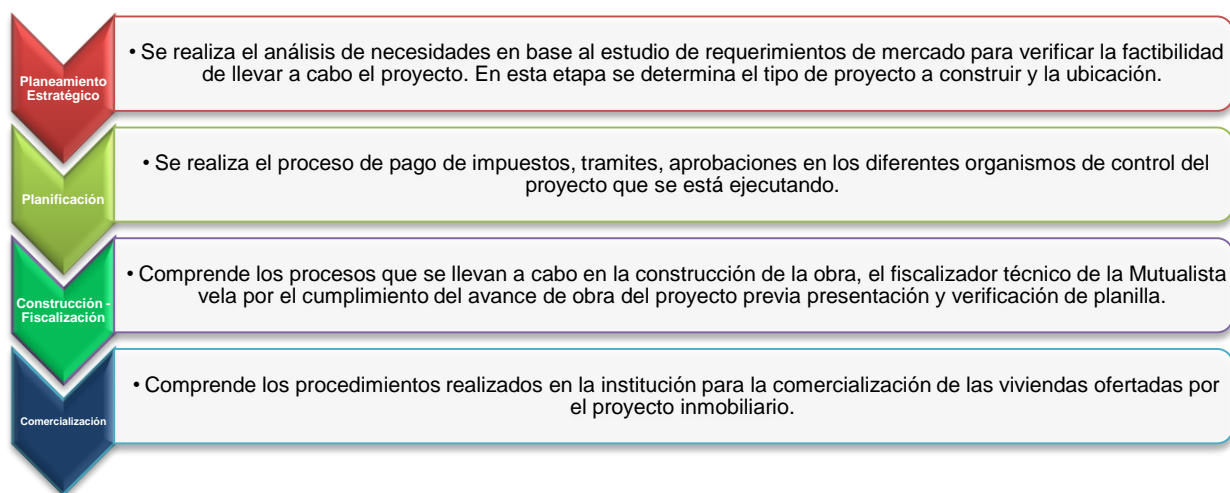 Planeamiento
Estratégico
• Se realiza el análisis de necesidades en base al estudio de requerimientos de mercado para verificar la factibilidad
de llevar a cabo el proyecto. En esta etapa se determina el tipo de proyecto a construir y la ubicación.
Planificación
• Se realiza el proceso de pago de impuestos, tramites, aprobaciones en los diferentes organismos de control del
proyecto que se está ejecutando.
Construcción -
Fiscalización
• Comprende los procesos que se llevan a cabo en la construcción de la obra, el fiscalizador técnico de la Mutualista
vela por el cumplimiento del avance de obra del proyecto previa presentación y verificación de planilla.
Comercialización
• Comprende los procedimientos realizados en la institución para la comercialización de las viviendas ofertadas por
el proyecto inmobiliario.